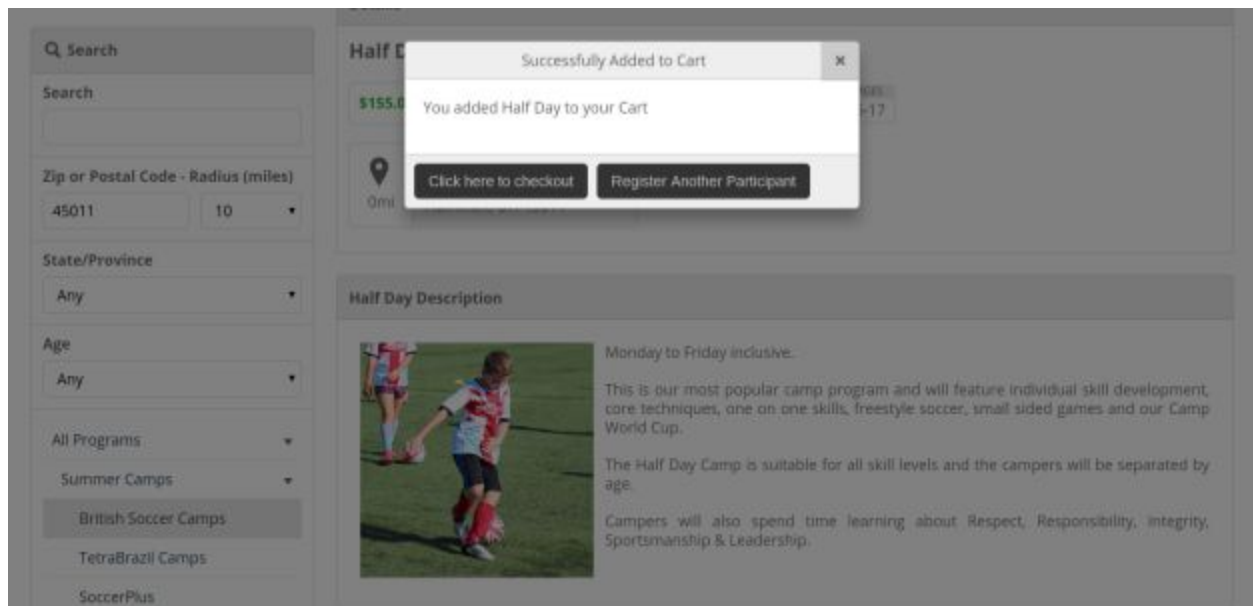 Search
Search
Zip or Postal Code - Radius (miles)
45011
10
State/Province
Any
Age
Any
All Programs
Summer Camps
British Soccer Camps
TetraBrazil Camps
SoccerPlus
Half
$155.0
-17
0mi
Successfully Added to Cart
×
You added Half Day to your Cart
Click here to checkout
Register Another Participant
Half Day Description
Monday to Friday inclusive.
This is our most popular camp program and will feature individual skill development,
core techniques, one on one skills, freestyle soccer, small sided games and our Camp
World Cup.
The Half Day Camp is suitable for all skill levels and the campers will be separated by
age.
Campers will also spend time learning about Respect, Responsibility, Integrity,
Sportsmanship & Leadership.